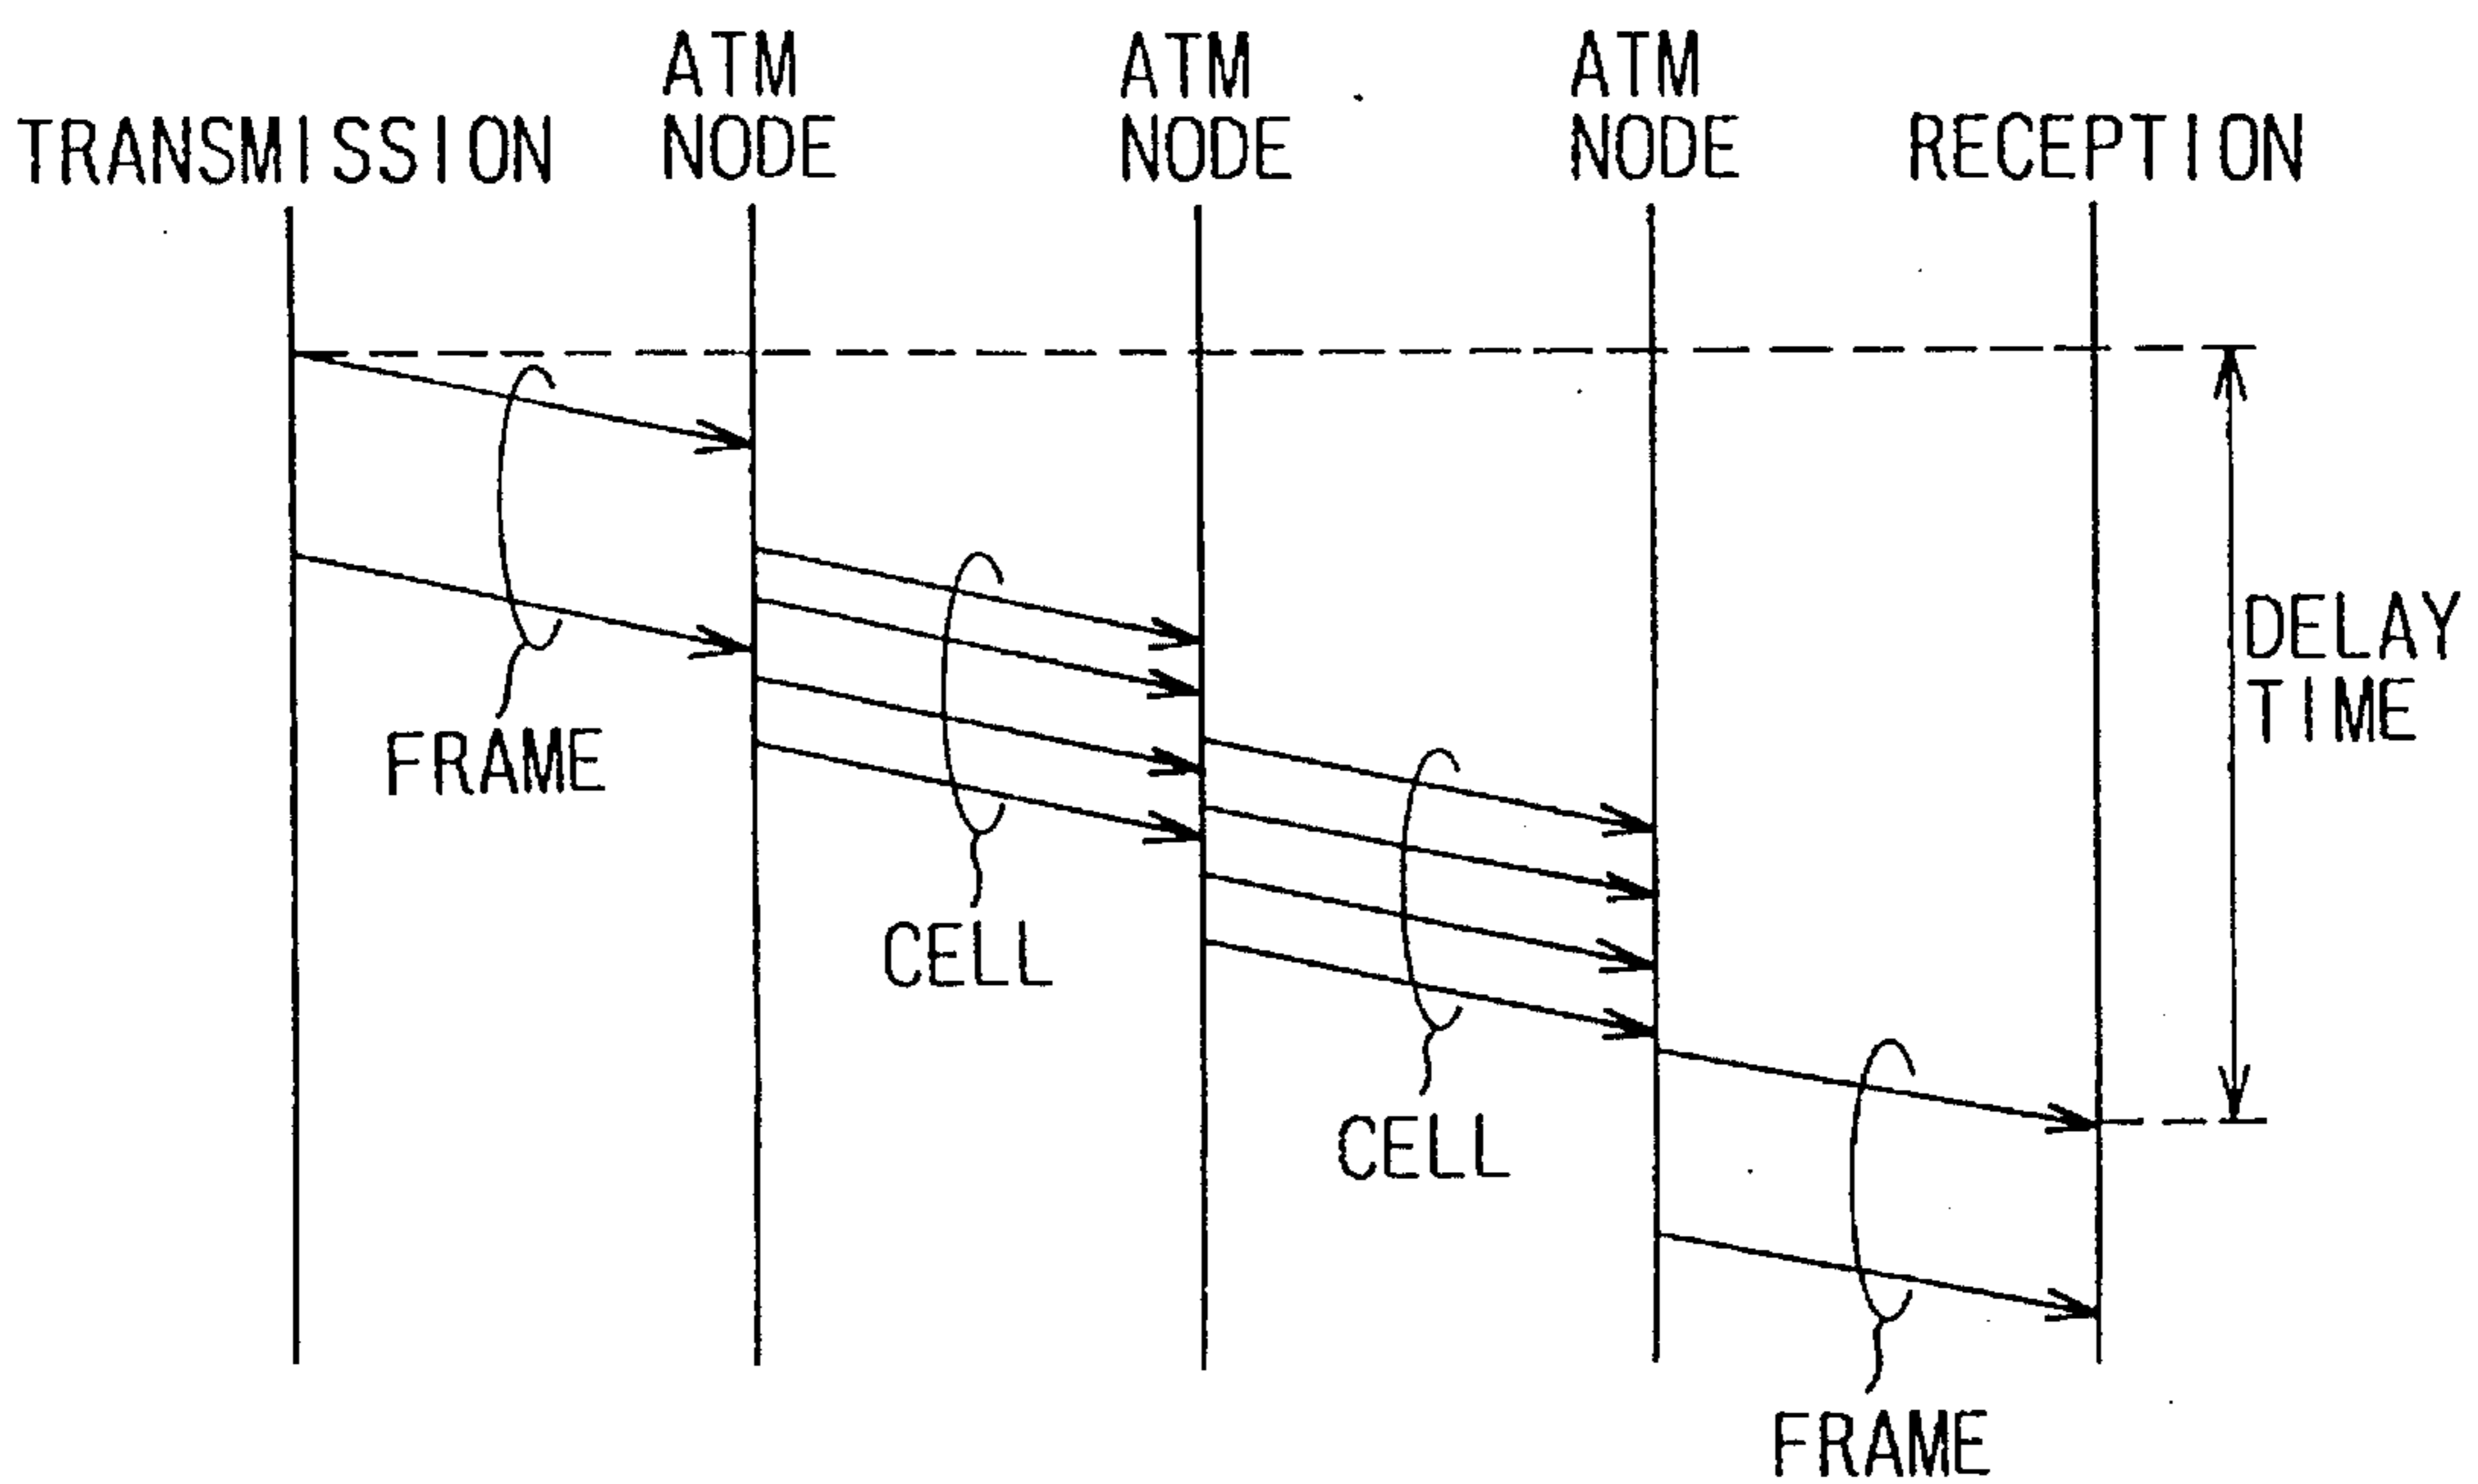 TRANSMISSION
ATM
NODE
ATM
NODE
ATM
NODE
RECEPTION
DELAY
TIME
FRAME
CELL
CELL
FRAME